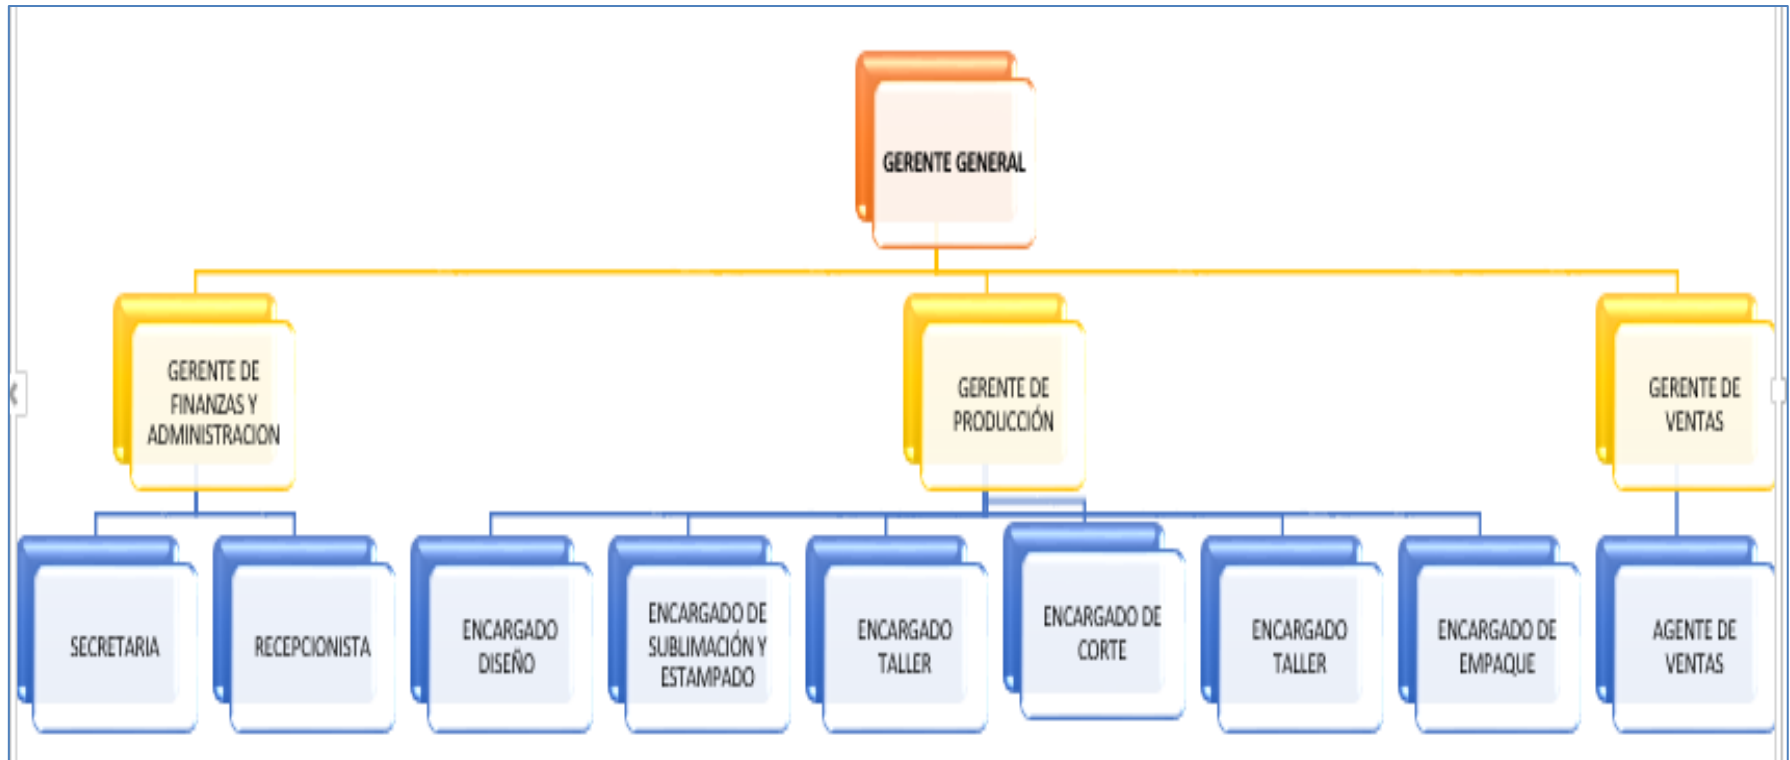 GERENTE GENERAL
GERENTE DE
FINANZAS Y
ADMINISTRACION
GERENTE DE
PRODUCCIÓN
GERENTE DE
VENTAS
SECRETARIA
RECEPCIONISTA
ENCARGADO
DISEÑO
ENCARGADO DE
SUBLIMACIÓN Y
ESTAMPADO
ENCARGADO
TALLER
ENCARGADO DE
CORTE
ENCARGADO
TALLER
ENCARGADO DE
EMPAQUE
AGENTE DE
VENTAS